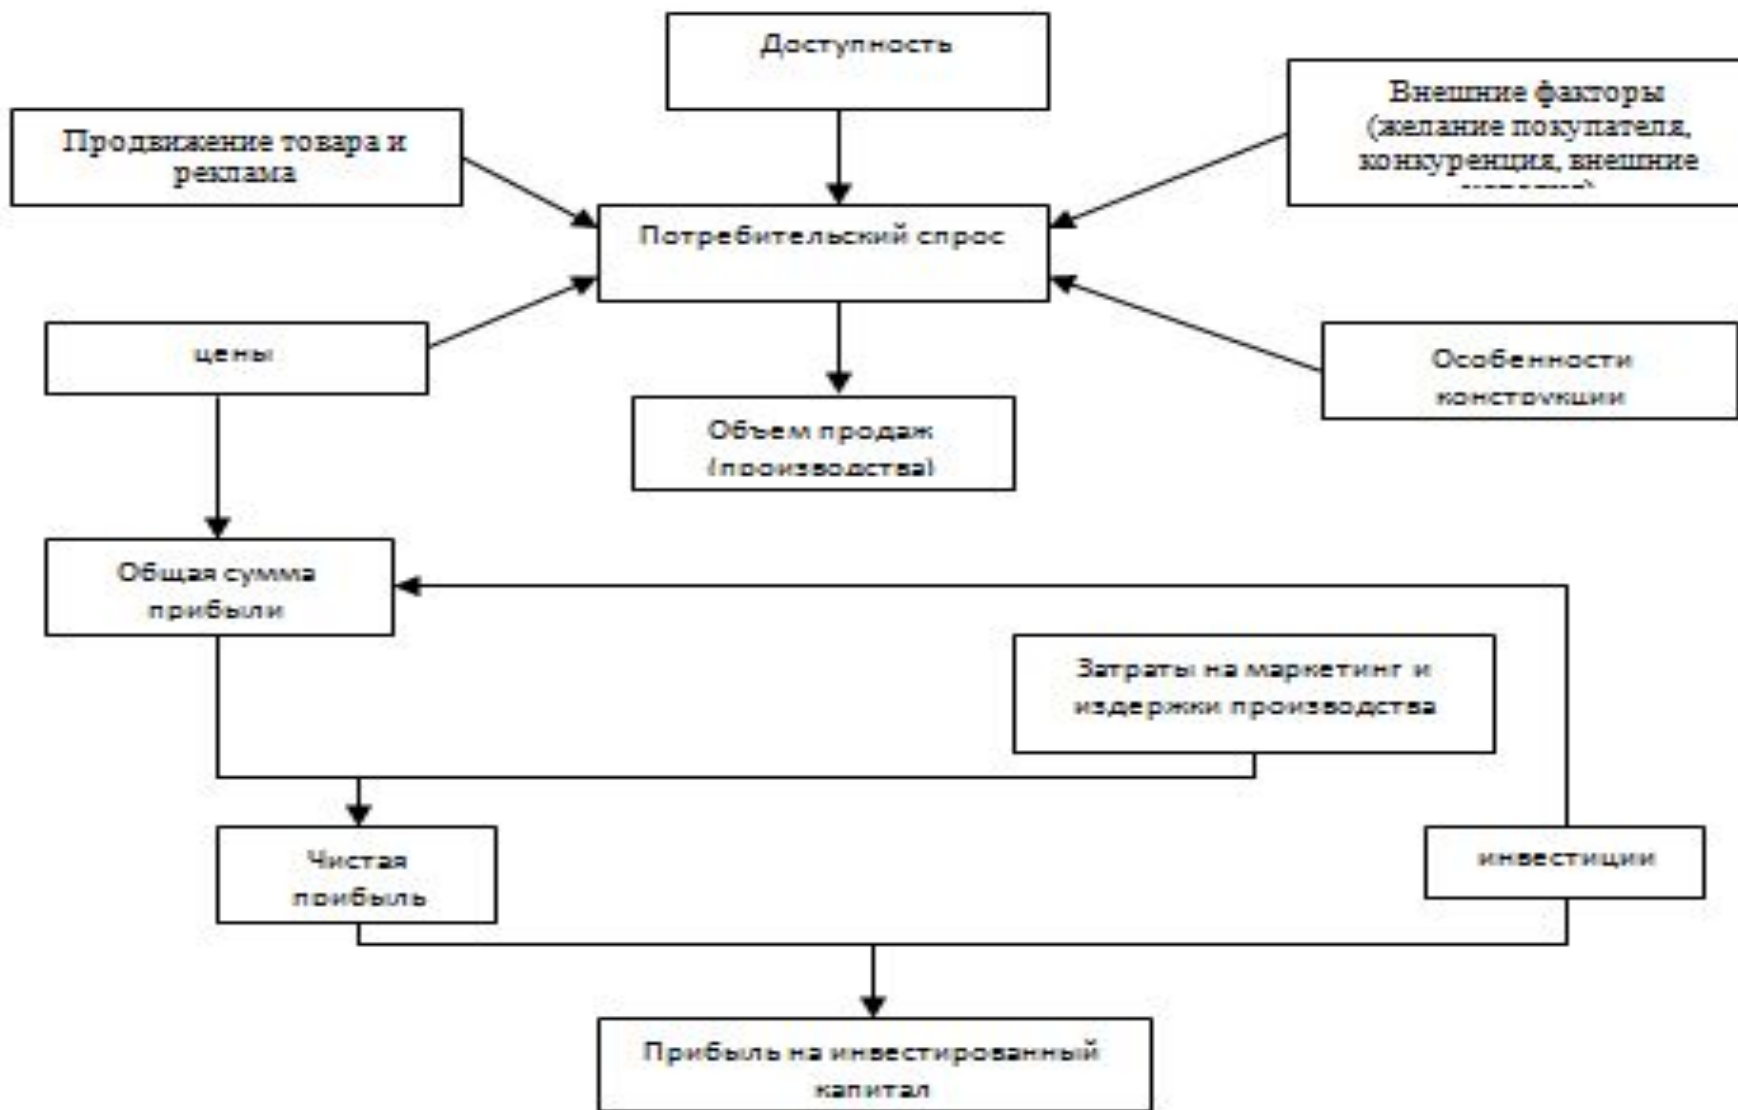 Доступность
Продвижение товара и
реклама
Внешние факторы
(желание покупателя,
конкуренция, внешние
Потребительский спрос
цены
Особенности
конструкции
Объем продаж
(производства)
Общая сумма
прибыли
Затраты на маркетинг и
издержки производства
Чистая
прибыль
инвестиции
Прибыль на инвестированный
капитал